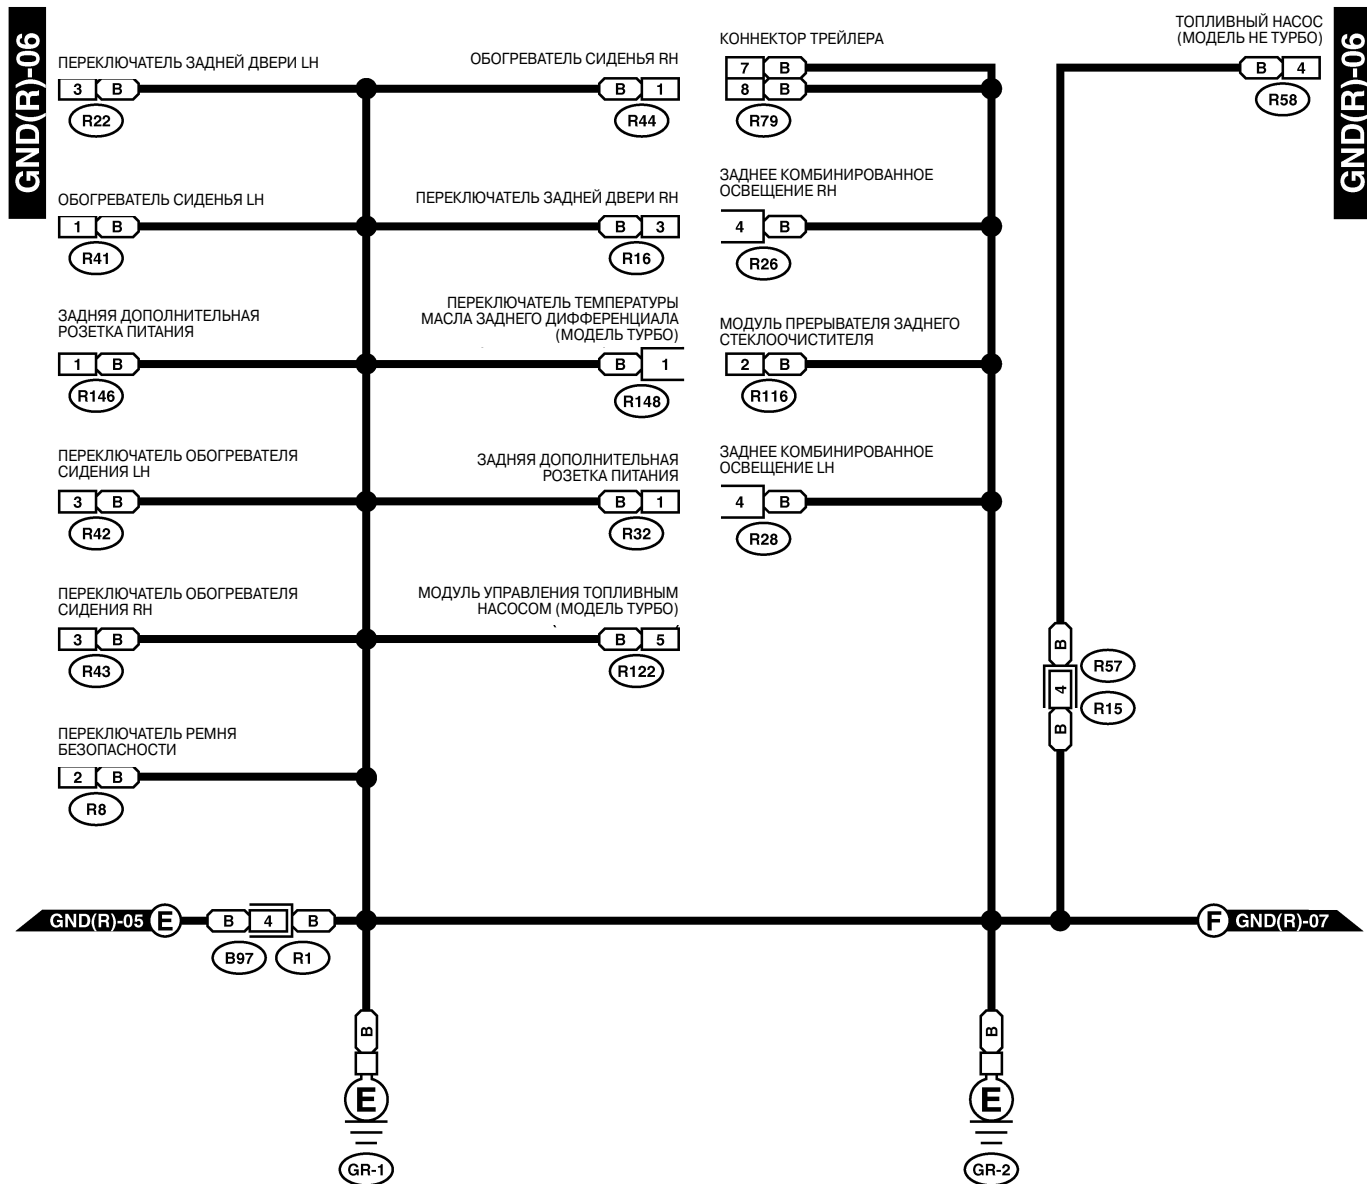 GND(R)-06
ПЕРЕКЛЮЧАТЕЛЬ ЗАДНЕЙ ДВЕРИ LH
3 B
R22
ОБОГРЕВАТЕЛЬ СИДЕНЬЯ RH
B 1
R44
КОННЕКТОР ТРЕЙЛЕРА
7 B
8 B
R79
ТОПЛИВНЫЙ НАСОС
(МОДЕЛЬ НЕ ТУРБО)
B 4
R58
GND(R)-06
ОБОГРЕВАТЕЛЬ СИДЕНЬЯ LH
1 B
R41
ПЕРЕКЛЮЧАТЕЛЬ ЗАДНЕЙ ДВЕРИ RH
B 3
R16
ЗАДНЕЕ КОМБИНИРОВАННОЕ
ОСВЕЩЕНИЕ RH
4 B
R26
ЗАДНЯЯ ДОПОЛНИТЕЛЬНАЯ
РОЗЕТКА ПИТАНИЯ
1 B
R146
ПЕРЕКЛЮЧАТЕЛЬ ТЕМПЕРАТУРЫ
МАСЛА ЗАДНЕГО ДИФФЕРЕНЦИАЛА
(МОДЕЛЬ ТУРБО)
B 1
R148
МОДУЛЬ ПРЕРЫВАТЕЛЯ ЗАДНЕГО
СТЕКЛООЧИСТИТЕЛЯ
2 B
R116
ПЕРЕКЛЮЧАТЕЛЬ ОБОГРЕВАТЕЛЯ
СИДЕНИЯ LH
3 B
R42
ЗАДНЯЯ ДОПОЛНИТЕЛЬНАЯ
РОЗЕТКА ПИТАНИЯ
B 1
R32
ЗАДНЕЕ КОМБИНИРОВАННОЕ
ОСВЕЩЕНИЕ LH
4 B
R28
ПЕРЕКЛЮЧАТЕЛЬ ОБОГРЕВАТЕЛЯ
СИДЕНИЯ RH
3 B
R43
МОДУЛЬ УПРАВЛЕНИЯ ТОПЛИВНЫМ
НАСОСОМ (МОДЕЛЬ ТУРБО)
B 5
R122
B
R57
4
R15
B
ПЕРЕКЛЮЧАТЕЛЬ РЕМНЯ
БЕЗОПАСНОСТИ
2 B
R8
GND(R)-05 E B 4 B
B97 R1
F GND(R)-07
B
E
GR-1
B
E
GR-2